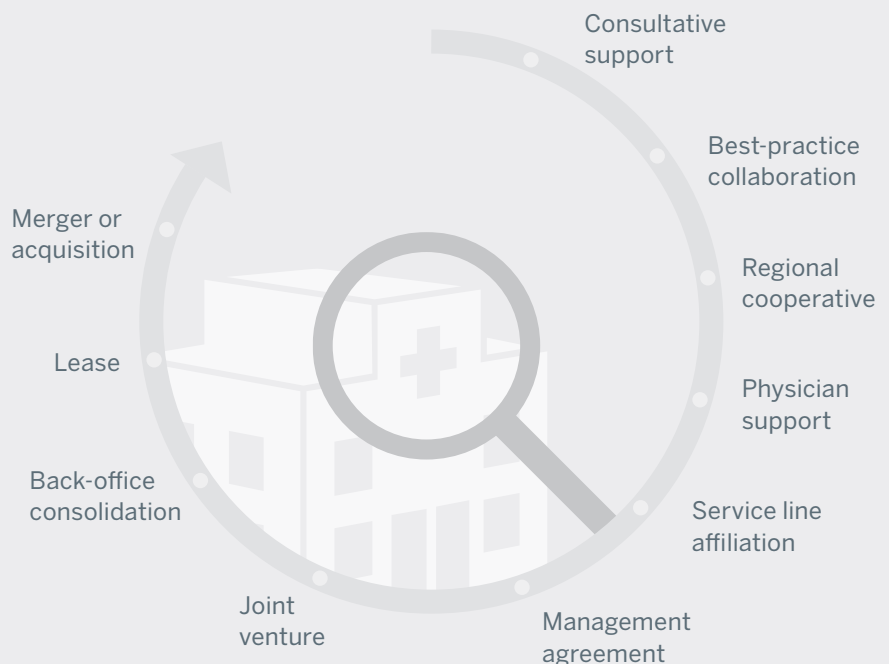 Consultative
support
Best-practice
collaboration
Regional
cooperative
Physician
support
Service line
affiliation
Management
agreement
Joint
venture
Back-office
consolidation
Lease
Merger or
acquisition